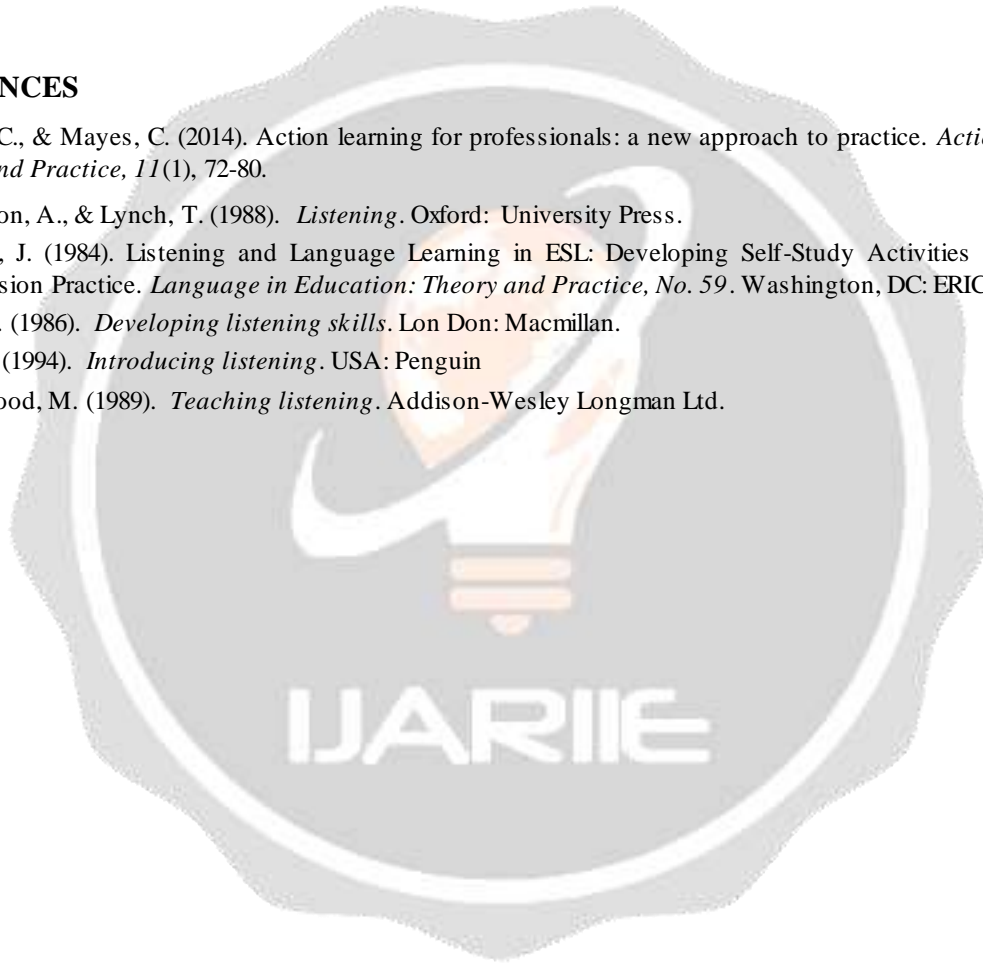 NCES
C., & Mayes, C. (2014). Action learning for professionals: a new approach to practice. Actio
nd Practice, 11(1), 72-80.
on, A., & Lynch, T. (1988). Listening. Oxford: University Press.
, J. (1984). Listening and Language Learning in ESL: Developing Self-Study Activities
sion Practice. Language in Education: Theory and Practice, No. 59. Washington, DC: ERIC
. (1986). Developing listening skills. Lon Don: Macmillan.
(1994). Introducing listening. USA: Penguin
ood, M. (1989). Teaching listening. Addison-Wesley Longman Ltd.
IJARIIE